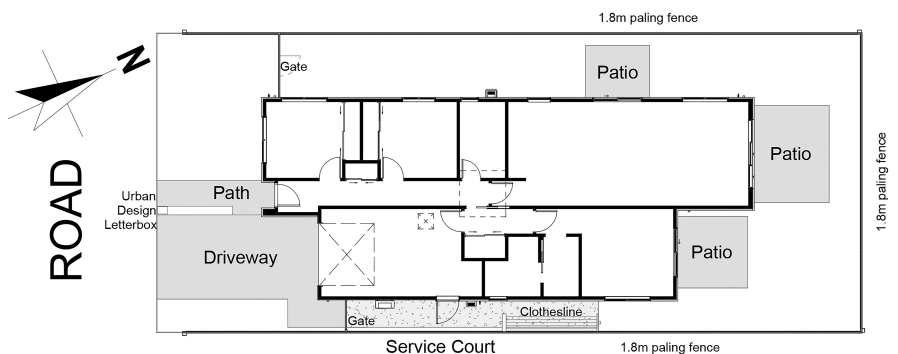 1.8m paling fence
N
Gate
Patio
Patio
1.8m paling fence
ROAD
Path
Urban
Design
Letterbox
Driveway
Patio
Gate
Clothesline
Service Court
1.8m paling fence